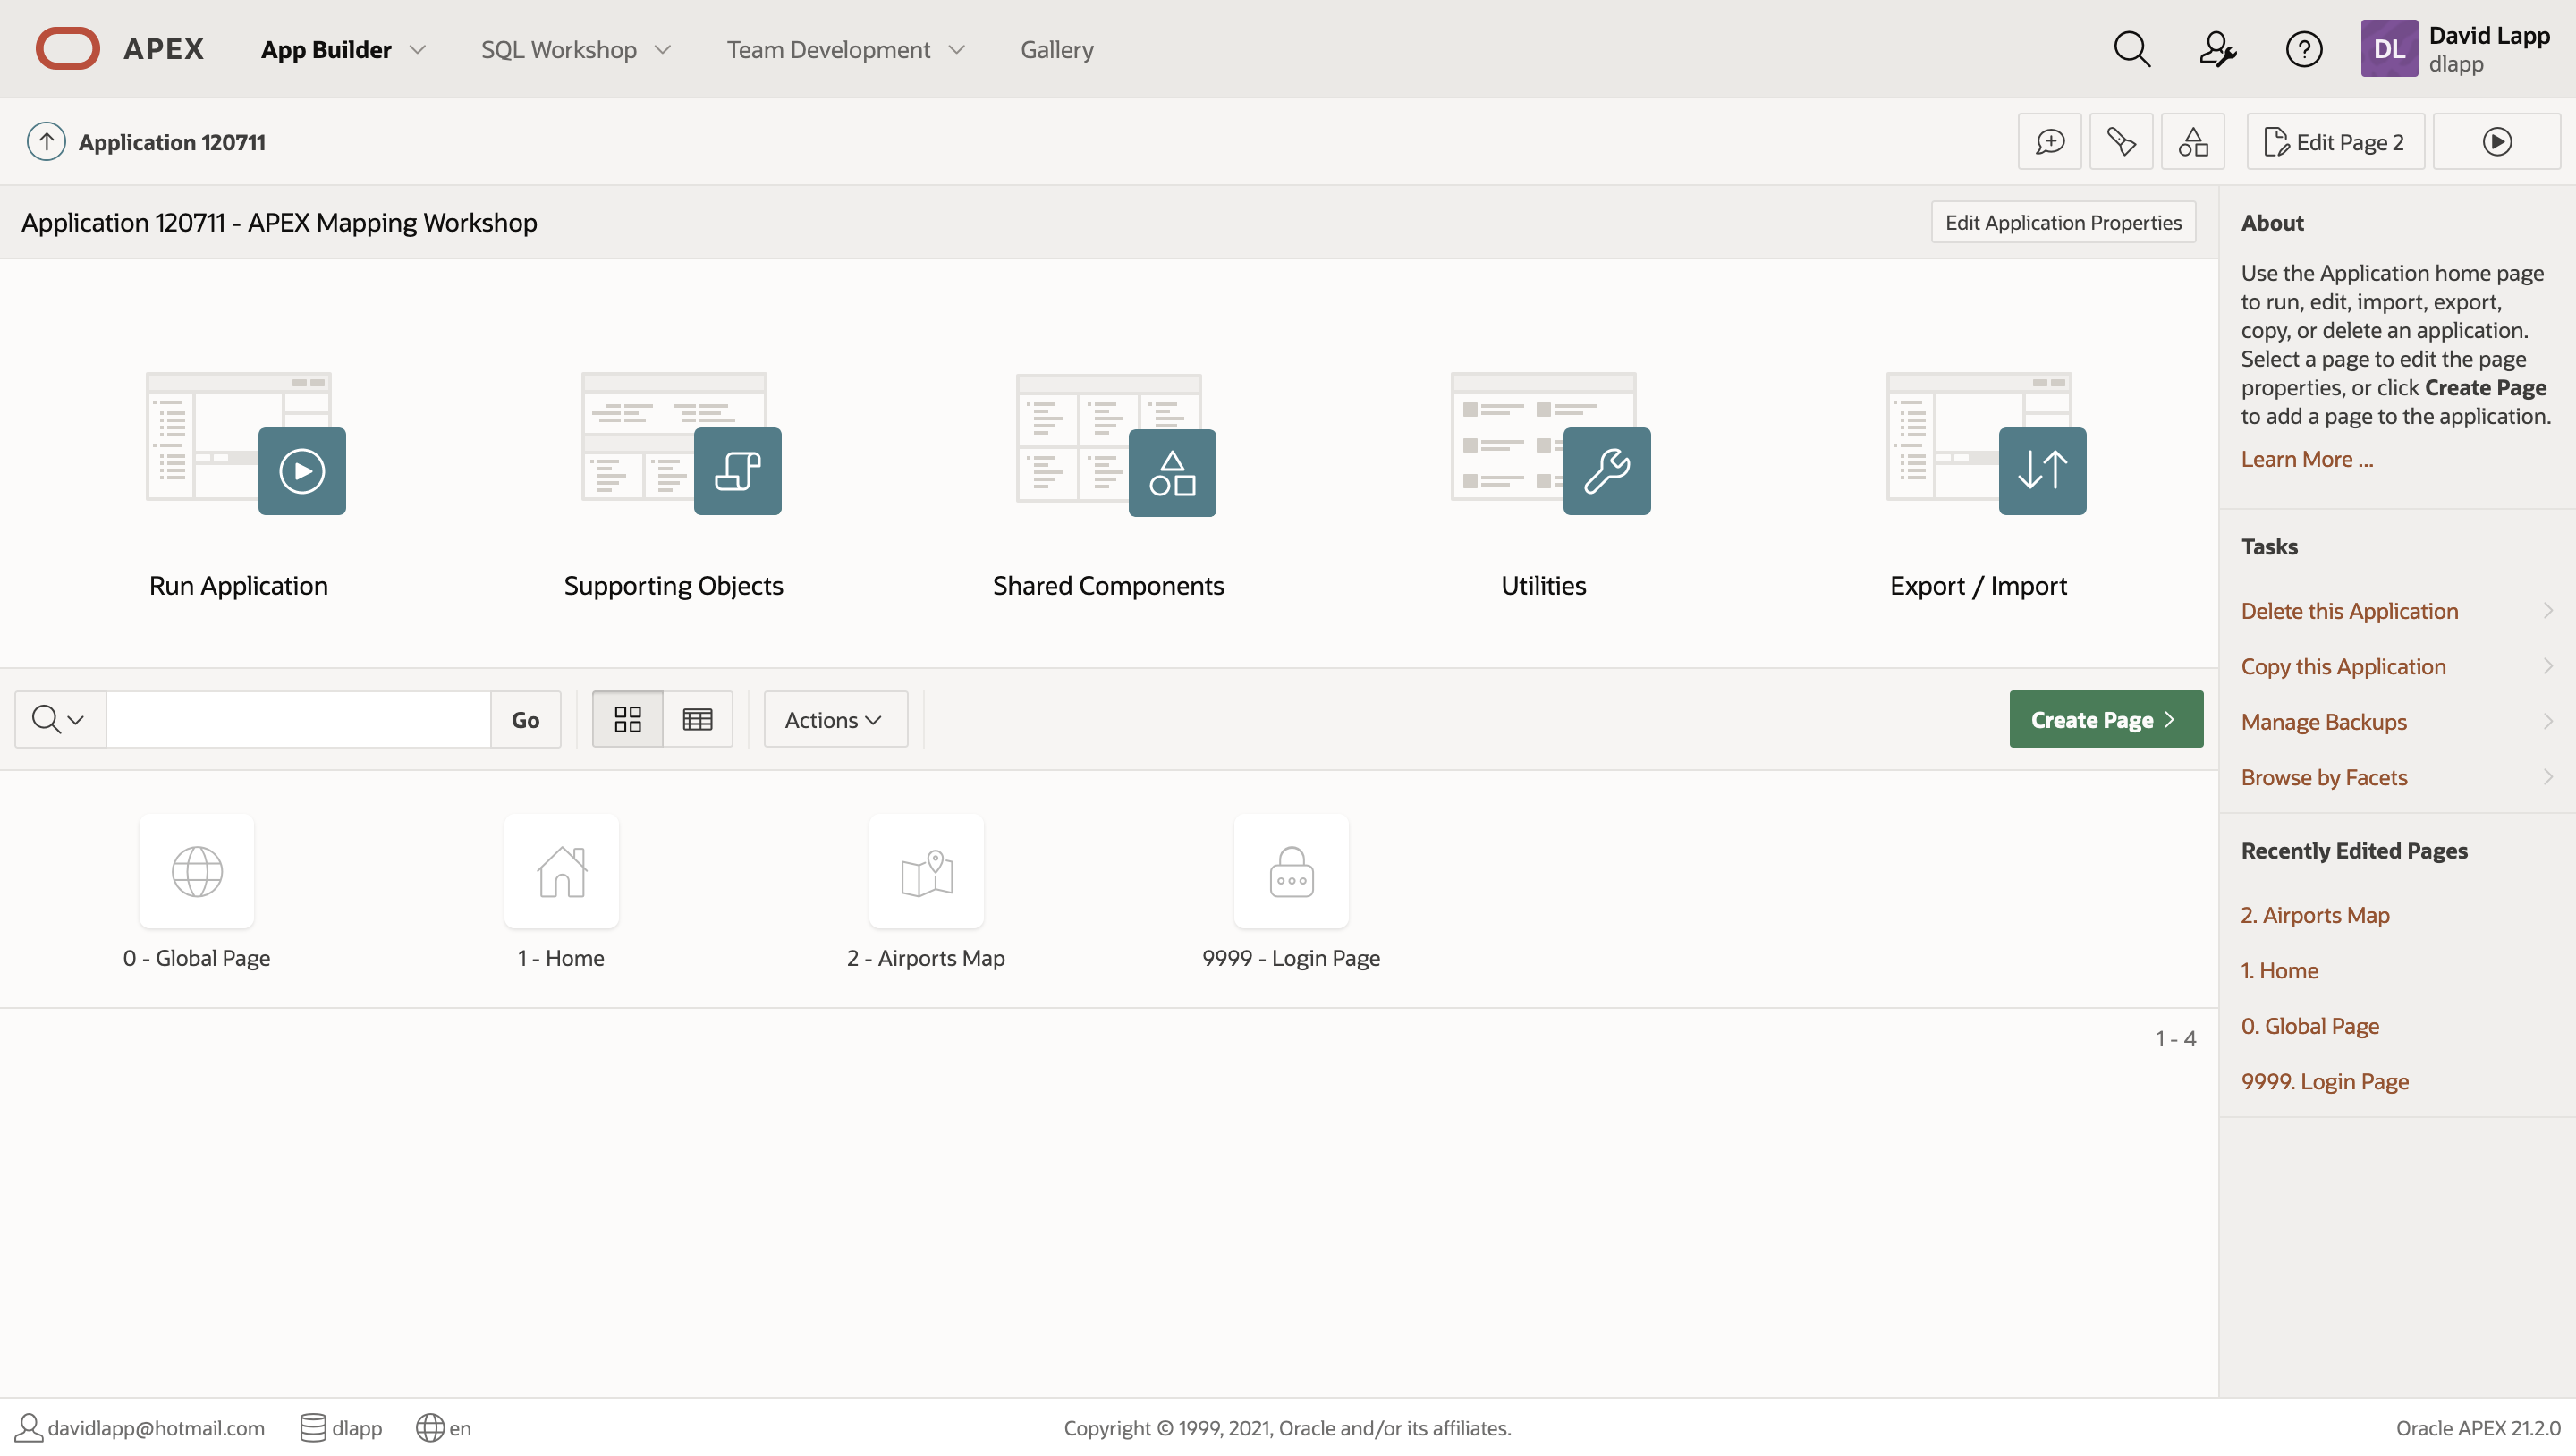 APEX
App Builder
SQL Workshop
Team Development
Gallery
DL
David Lapp
dlapp
Application 120711
Edit Page 2
Application 120711 - APEX Mapping Workshop
Edit Application Properties
Run Application
Supporting Objects
Shared Components
Utilities
Export / Import
Go
Actions
Create Page
0 - Global Page
1 - Home
2 - Airports Map
9999 - Login Page
1 - 4
About
Use the Application home page
to run, edit, import, export,
copy, or delete an application.
Select a page to edit the page
properties, or click Create Page
to add a page to the application.
Learn More ...
Tasks
Delete this Application
Copy this Application
Manage Backups
Browse by Facets
Recently Edited Pages
2. Airports Map
1. Home
0. Global Page
9999. Login Page
davidlapp@hotmail.com
dlapp
en
Copyright © 1999, 2021, Oracle and/or its affiliates.
Oracle APEX 21.2.0